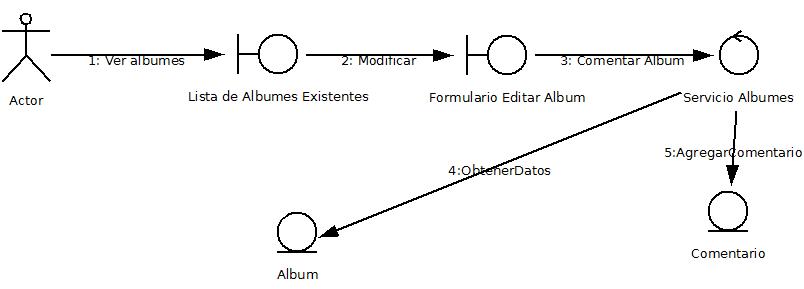 1: Ver albumes
2: Modificar
3: Comentar Album
Actor
Lista de Albumes Existentes
Formulario Editar Album
Servicio Albumes
4:ObtenerDatos
5:AgregarComentario
Album
Comentario